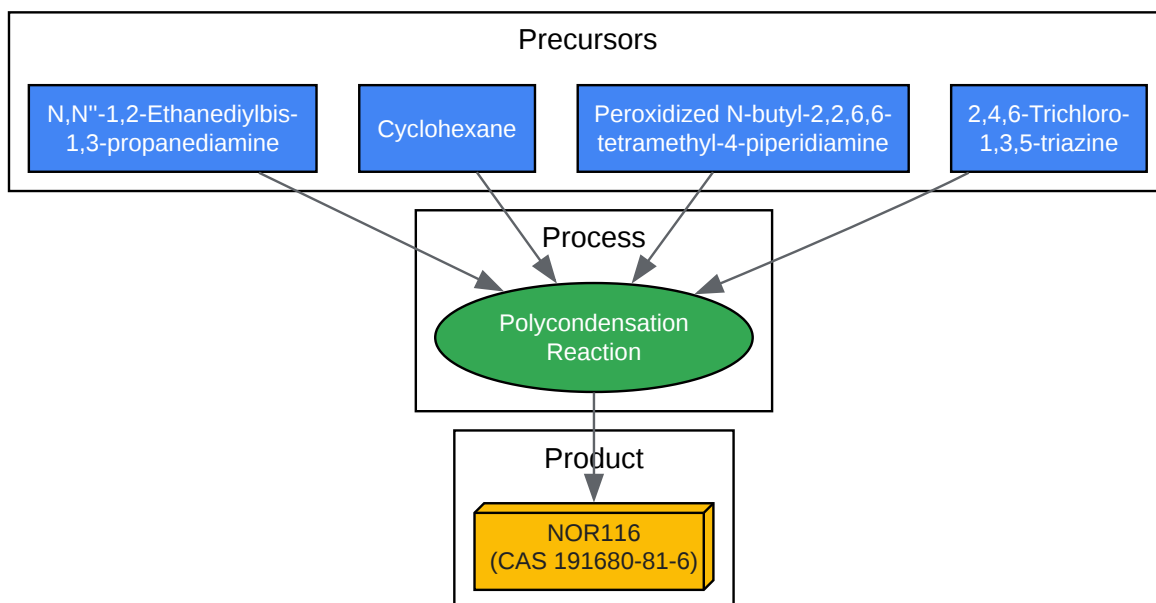 Precursors
N,N''-1,2-Ethanediylbis-
1,3-propanediamine
Cyclohexane
Peroxidized N-butyl-2,2,6,6-
tetramethyl-4-piperidiamine
2,4,6-Trichloro-
1,3,5-triazine
Process
Polycondensation
Reaction
Product
NOR116
(CAS 191680-81-6)